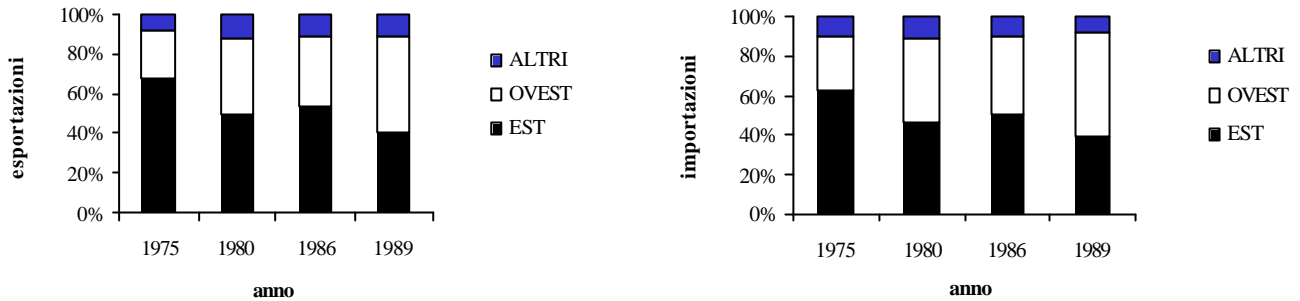 esportazioni
100%
80%
60%
40%
20%
0%
1975 1980 1986 1989
anno
ALTRI
OVEST
EST
importazioni
100%
80%
60%
40%
20%
0%
1975 1980 1986 1989
anno
ALTRI
OVEST
EST